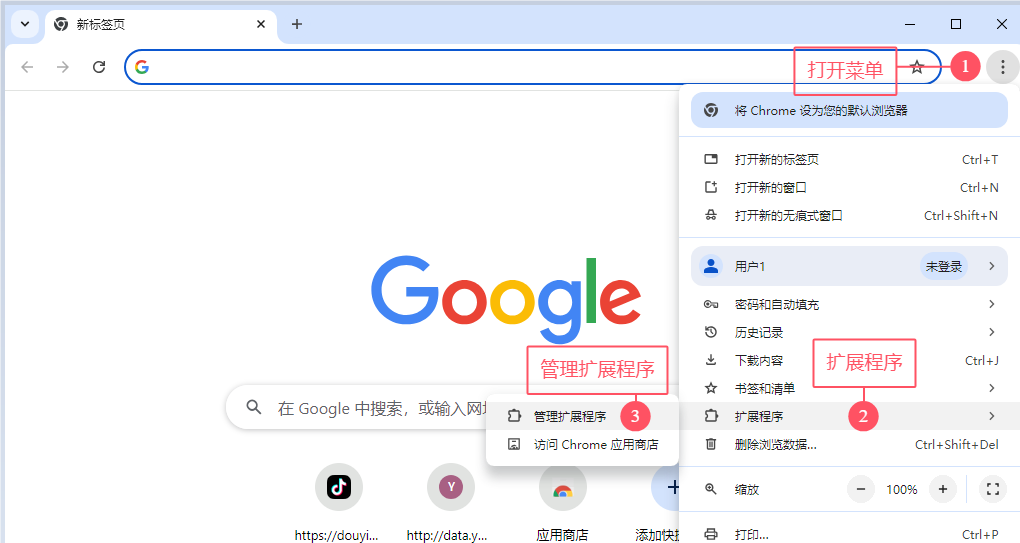 新标签页
打开菜单
1
将 Chrome 设为您的默认浏览器
打开新的标签页 Ctrl+T
打开新的窗口 Ctrl+N
打开新的无痕式窗口 Ctrl+Shift+N
Google
用户1 未登录
密码和自动填充
历史记录
下载内容 Ctrl+J
扩展程序
书签和清单
管理扩展程序
在 Google 中搜索，或输入网址
管理扩展程序
3
扩展程序
2
访问 Chrome 应用商店
删除浏览数据... Ctrl+Shift+Del
缩放 − 100% +
Y
https://douyi...
http://data.y...
应用商店
添加快捷
打印... Ctrl+P